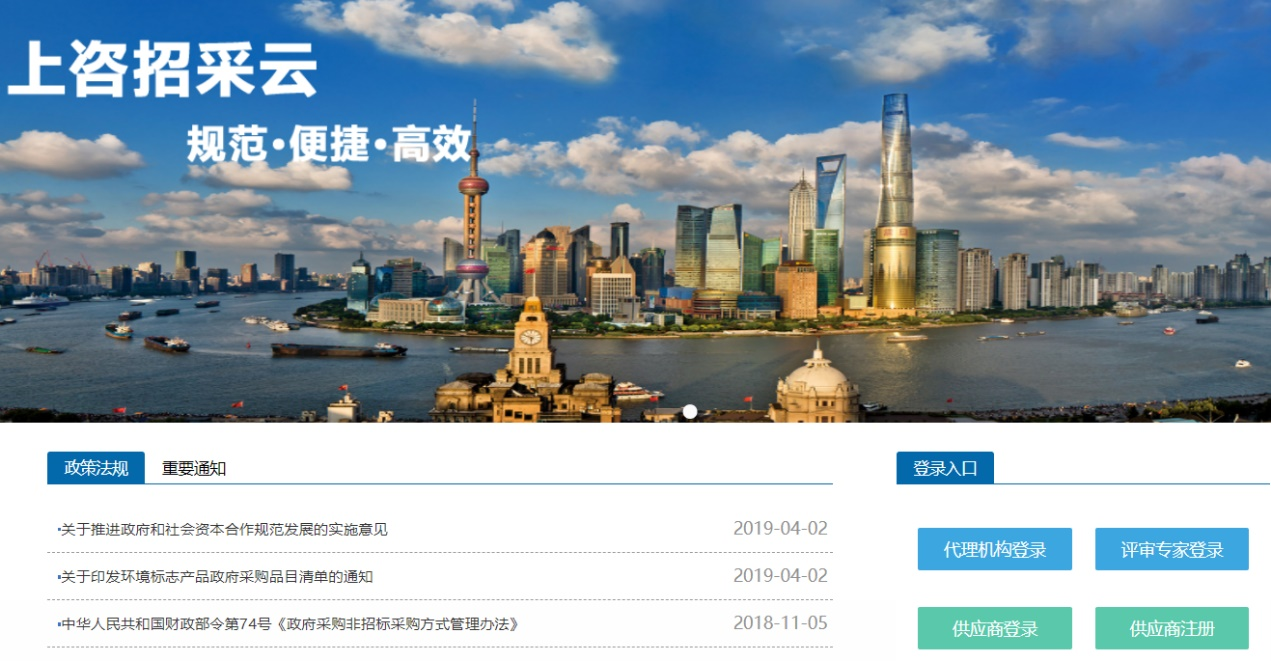 上咨招采云
规范·便捷·高效
政策法规 重要通知
登录入口
·关于推进政府和社会资本合作规范发展的实施意见 2019-04-02
·关于印发环境标志产品政府采购品目清单的通知 2019-04-02
·中华人民共和国财政部令第74号《政府采购非招标采购方式管理办法》 2018-11-05
代理机构登录 评审专家登录
供应商登录 供应商注册